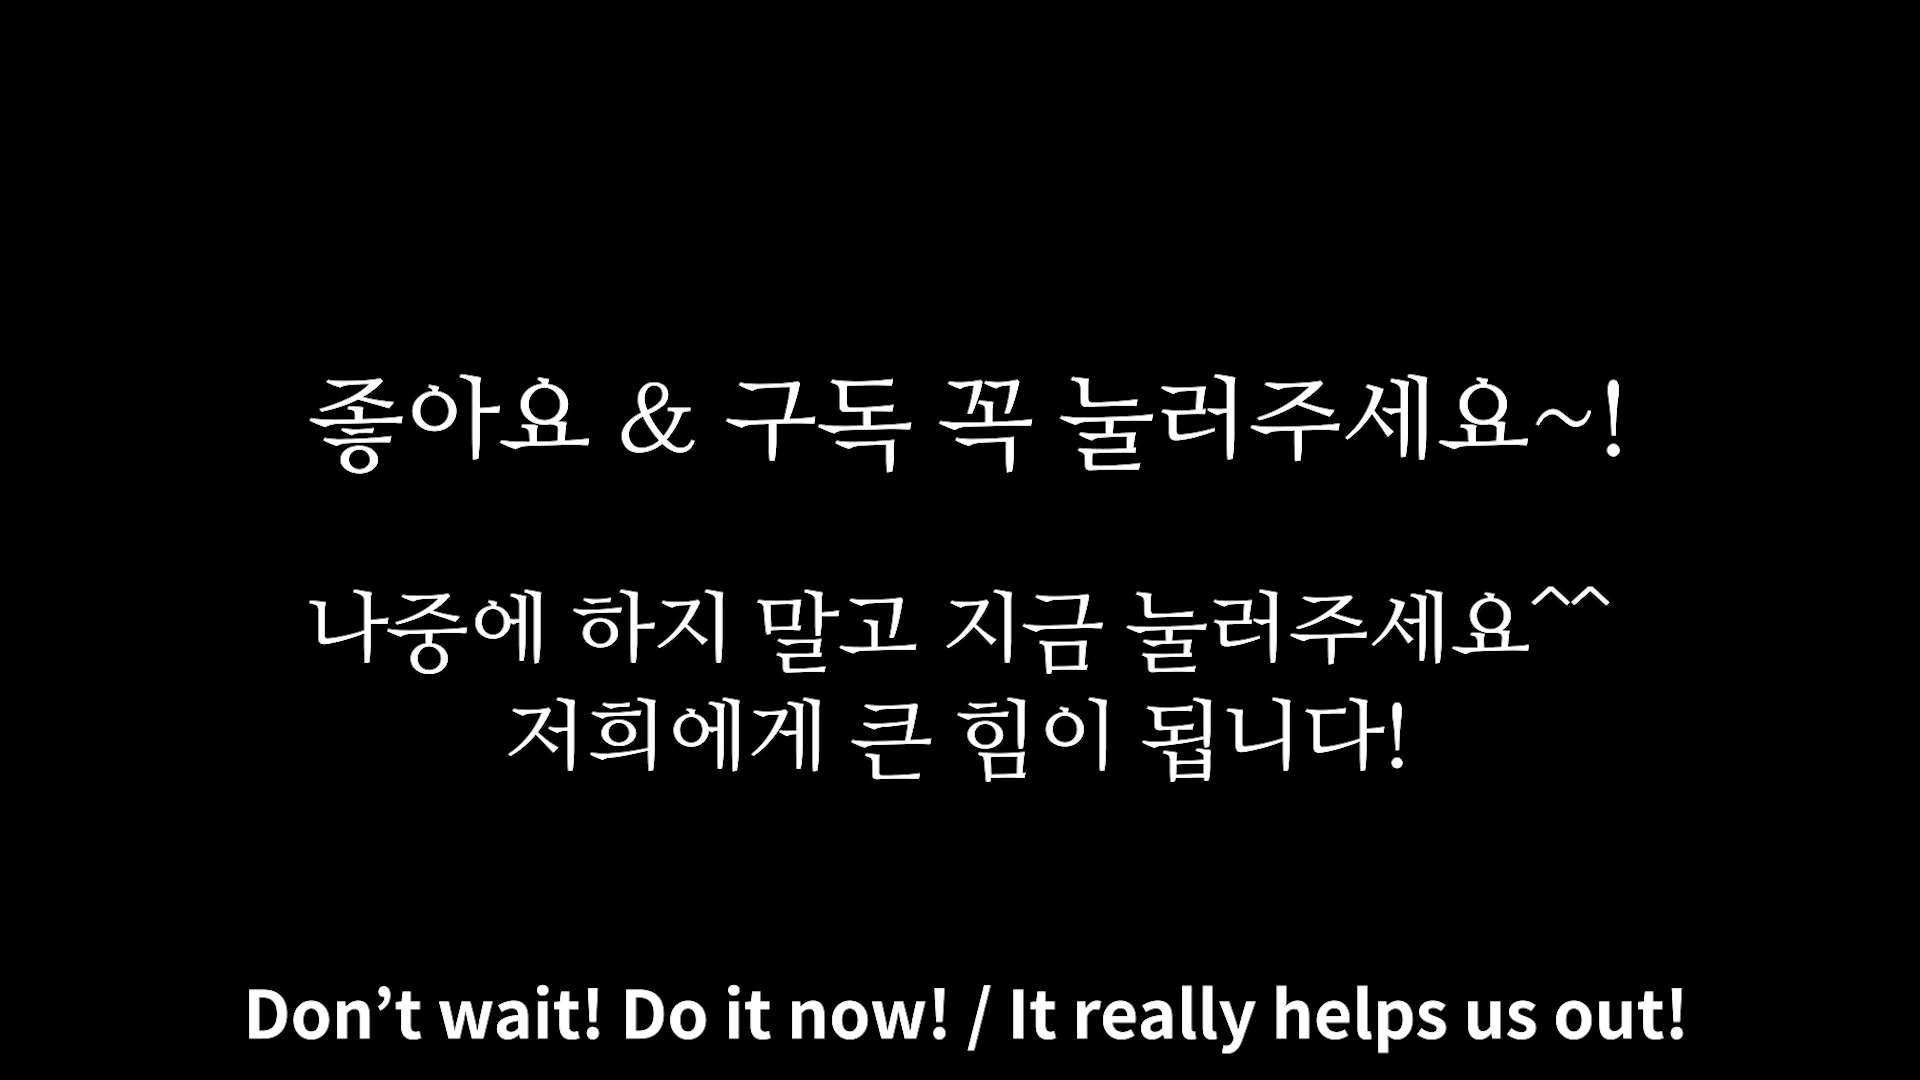 좋아요 & 구독 꼭 눌러주세요~!
나중에 하지 말고 지금 눌러주세요^^
저희에게 큰 힘이 됩니다!
Don’t wait! Do it now! / It really helps us out!